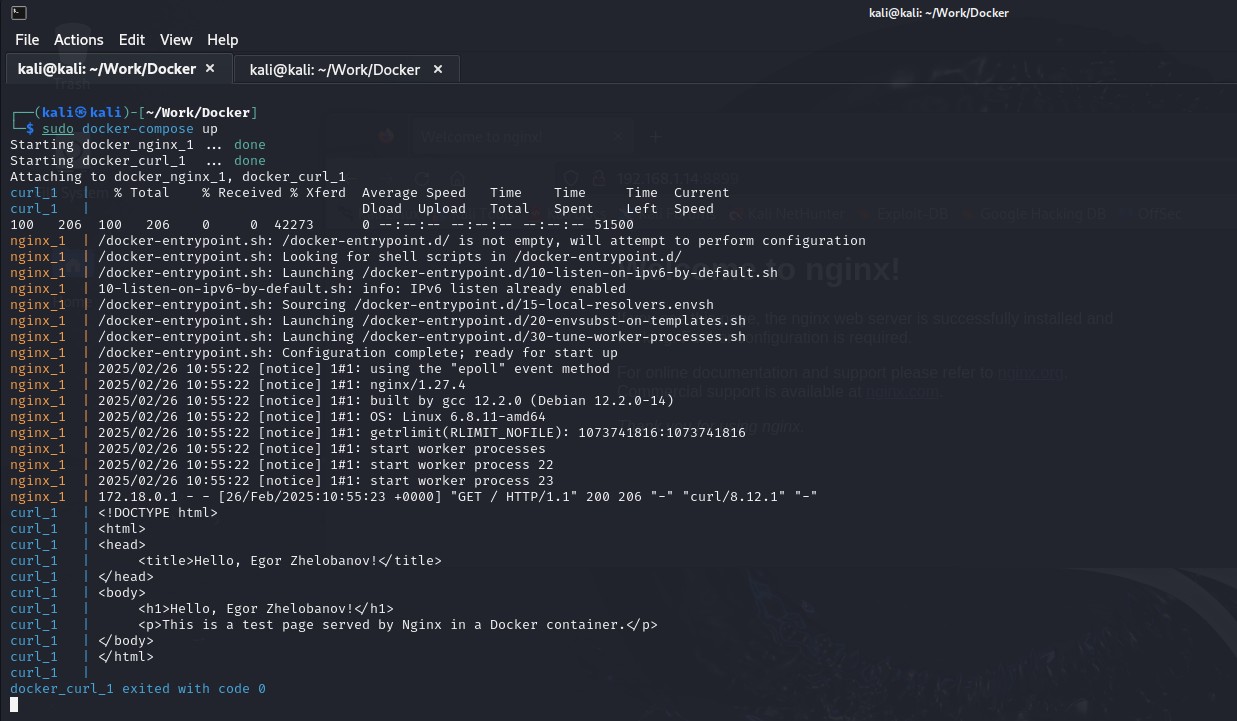 kali@kali: ~/Work/Docker
File Actions Edit View Help
kali@kali: ~/Work/Docker × kali@kali: ~/Work/Docker ×
┌──(kali㉿kali)-[~/Work/Docker]
└─$ sudo docker-compose up
Starting docker_nginx_1 ... done
Starting docker_curl_1  ... done
Attaching to docker_nginx_1, docker_curl_1
curl_1   |   % Total    % Received % Xferd  Average Speed   Time    Time     Time  Current
curl_1   |                                  Dload  Upload   Total   Spent    Left  Speed
100   206  100   206    0     0  42273      0 --:--:-- --:--:-- --:--:-- 51500
nginx_1  | /docker-entrypoint.sh: /docker-entrypoint.d/ is not empty, will attempt to perform configuration
nginx_1  | /docker-entrypoint.sh: Looking for shell scripts in /docker-entrypoint.d/
nginx_1  | /docker-entrypoint.sh: Launching /docker-entrypoint.d/10-listen-on-ipv6-by-default.sh
nginx_1  | 10-listen-on-ipv6-by-default.sh: info: IPv6 listen already enabled
nginx_1  | /docker-entrypoint.sh: Sourcing /docker-entrypoint.d/15-local-resolvers.envsh
nginx_1  | /docker-entrypoint.sh: Launching /docker-entrypoint.d/20-envsubst-on-templates.sh
nginx_1  | /docker-entrypoint.sh: Launching /docker-entrypoint.d/30-tune-worker-processes.sh
nginx_1  | /docker-entrypoint.sh: Configuration complete; ready for start up
nginx_1  | 2025/02/26 10:55:22 [notice] 1#1: using the "epoll" event method
nginx_1  | 2025/02/26 10:55:22 [notice] 1#1: nginx/1.27.4
nginx_1  | 2025/02/26 10:55:22 [notice] 1#1: built by gcc 12.2.0 (Debian 12.2.0-14)
nginx_1  | 2025/02/26 10:55:22 [notice] 1#1: OS: Linux 6.8.11-amd64
nginx_1  | 2025/02/26 10:55:22 [notice] 1#1: getrlimit(RLIMIT_NOFILE): 1073741816:1073741816
nginx_1  | 2025/02/26 10:55:22 [notice] 1#1: start worker processes
nginx_1  | 2025/02/26 10:55:22 [notice] 1#1: start worker process 22
nginx_1  | 2025/02/26 10:55:22 [notice] 1#1: start worker process 23
nginx_1  | 172.18.0.1 - - [26/Feb/2025:10:55:23 +0000] "GET / HTTP/1.1" 200 206 "-" "curl/8.12.1" "-"
curl_1   | <!DOCTYPE html>
curl_1   | <html>
curl_1   | <head>
curl_1   |      <title>Hello, Egor Zhelobanov!</title>
curl_1   | </head>
curl_1   | <body>
curl_1   |      <h1>Hello, Egor Zhelobanov!</h1>
curl_1   |      <p>This is a test page served by Nginx in a Docker container.</p>
curl_1   | </body>
curl_1   | </html>
curl_1   |
docker_curl_1 exited with code 0